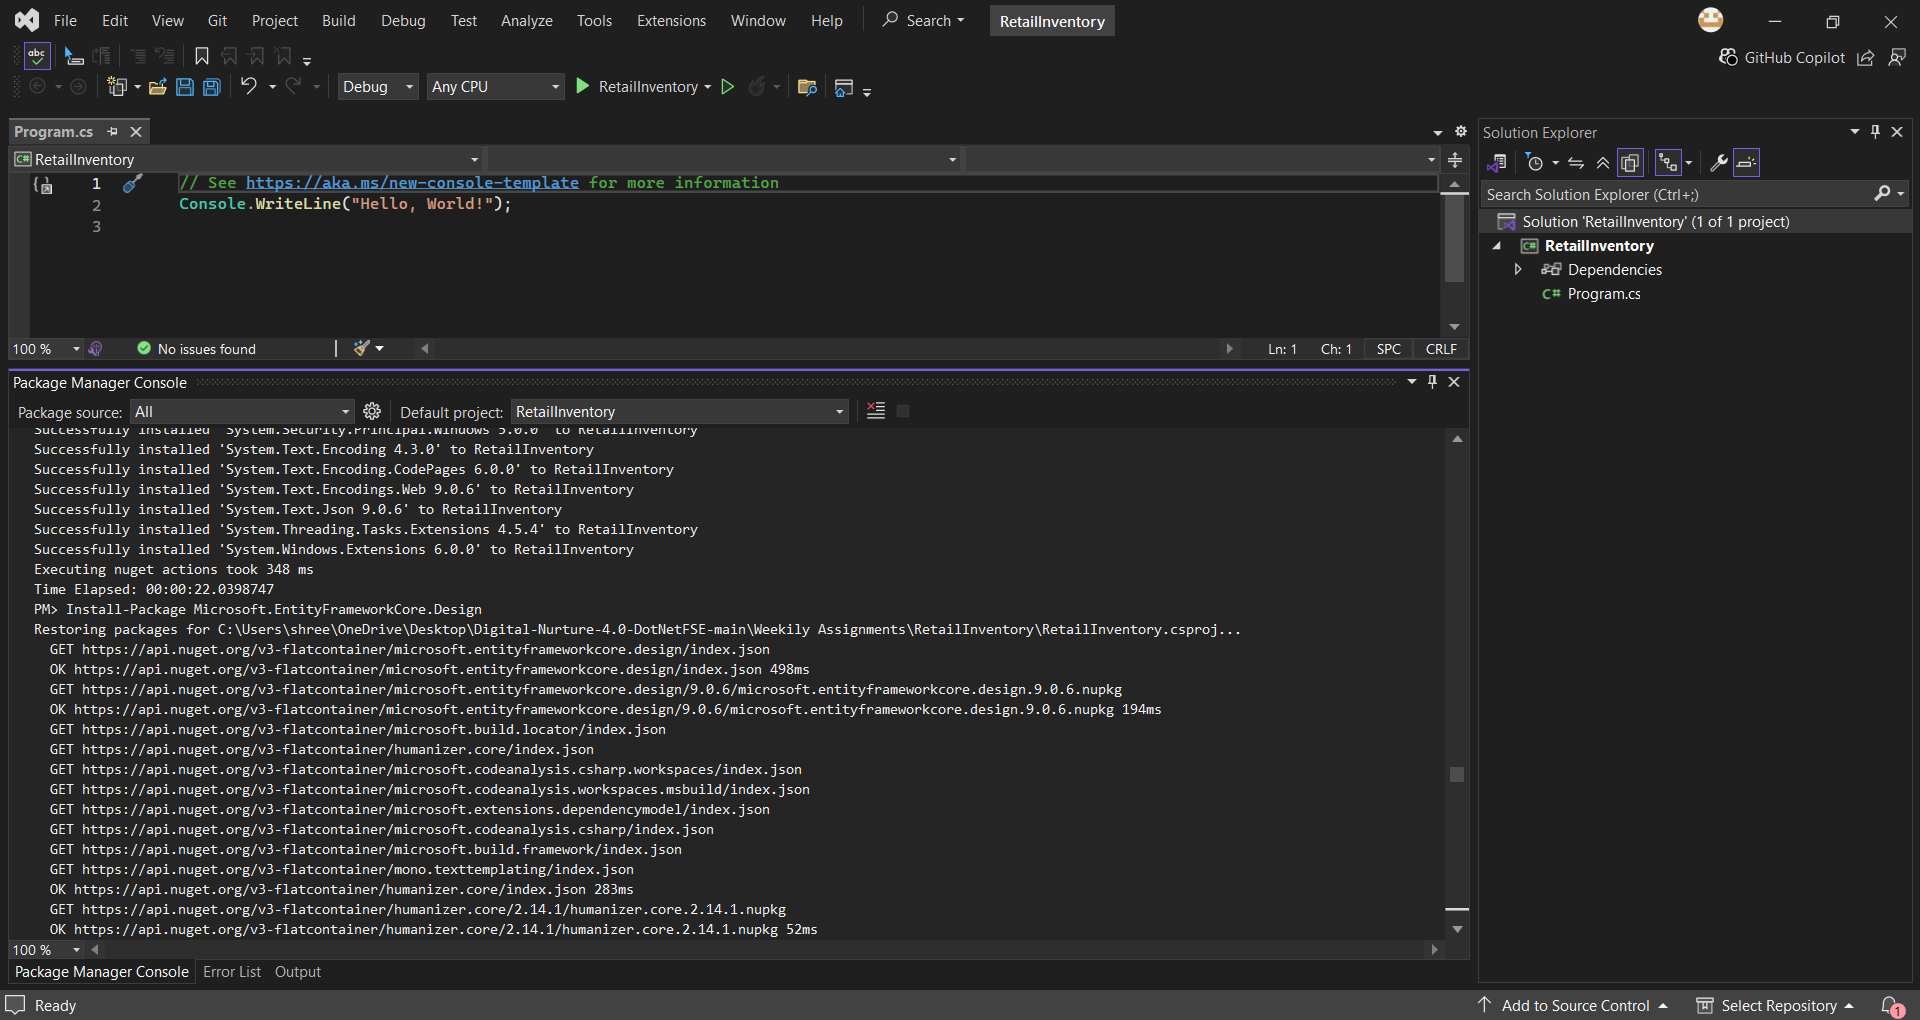 File Edit View Git Project Build Debug Test Analyze Tools Extensions Window Help Search RetailInventory
abc GitHub Copilot
Debug Any CPU RetailInventory
Program.cs
RetailInventory
1 // See https://aka.ms/new-console-template for more information
2 Console.WriteLine("Hello, World!");
3
100 % No issues found Ln: 1 Ch: 1 SPC CRLF
Package Manager Console
Package source: All Default project: RetailInventory
Successfully installed 'System.Security.Principal.Windows 5.0.0' to RetailInventory
Successfully installed 'System.Text.Encoding 4.3.0' to RetailInventory
Successfully installed 'System.Text.Encoding.CodePages 6.0.0' to RetailInventory
Successfully installed 'System.Text.Encodings.Web 9.0.6' to RetailInventory
Successfully installed 'System.Text.Json 9.0.6' to RetailInventory
Successfully installed 'System.Threading.Tasks.Extensions 4.5.4' to RetailInventory
Successfully installed 'System.Windows.Extensions 6.0.0' to RetailInventory
Executing nuget actions took 348 ms
Time Elapsed: 00:00:22.0398747
PM> Install-Package Microsoft.EntityFrameworkCore.Design
Restoring packages for C:\Users\shree\OneDrive\Desktop\Digital-Nurture-4.0-DotNetFSE-main\Weekly Assignments\RetailInventory\RetailInventory.csproj...
GET https://api.nuget.org/v3-flatcontainer/microsoft.entityframeworkcore.design/index.json
OK https://api.nuget.org/v3-flatcontainer/microsoft.entityframeworkcore.design/index.json 498ms
GET https://api.nuget.org/v3-flatcontainer/microsoft.entityframeworkcore.design/9.0.6/microsoft.entityframeworkcore.design.9.0.6.nupkg
OK https://api.nuget.org/v3-flatcontainer/microsoft.entityframeworkcore.design/9.0.6/microsoft.entityframeworkcore.design.9.0.6.nupkg 194ms
GET https://api.nuget.org/v3-flatcontainer/microsoft.build.locator/index.json
GET https://api.nuget.org/v3-flatcontainer/humanizer.core/index.json
GET https://api.nuget.org/v3-flatcontainer/microsoft.codeanalysis.csharp.workspaces/index.json
GET https://api.nuget.org/v3-flatcontainer/microsoft.codeanalysis.workspaces.msbuild/index.json
GET https://api.nuget.org/v3-flatcontainer/microsoft.extensions.dependencymodel/index.json
GET https://api.nuget.org/v3-flatcontainer/microsoft.codeanalysis.csharp/index.json
GET https://api.nuget.org/v3-flatcontainer/microsoft.build.framework/index.json
GET https://api.nuget.org/v3-flatcontainer/mono.texttemplating/index.json
OK https://api.nuget.org/v3-flatcontainer/humanizer.core/index.json 283ms
GET https://api.nuget.org/v3-flatcontainer/humanizer.core/2.14.1/humanizer.core.2.14.1.nupkg
OK https://api.nuget.org/v3-flatcontainer/humanizer.core/2.14.1/humanizer.core.2.14.1.nupkg 52ms
100 %
Package Manager Console Error List Output
Solution Explorer
Search Solution Explorer (Ctrl+;)
Solution 'RetailInventory' (1 of 1 project)
C# RetailInventory
Dependencies
C# Program.cs
Ready Add to Source Control Select Repository 1